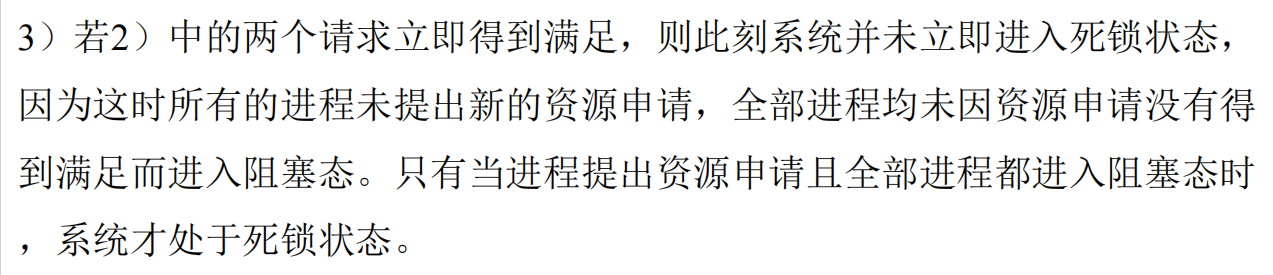 3）若2）中的两个请求立即得到满足，则此刻系统并未立即进入死锁状态，
因为这时所有的进程未提出新的资源申请，全部进程均未因资源申请没有得
到满足而进入阻塞态。只有当进程提出资源申请且全部进程都进入阻塞态时
，系统才处于死锁状态。